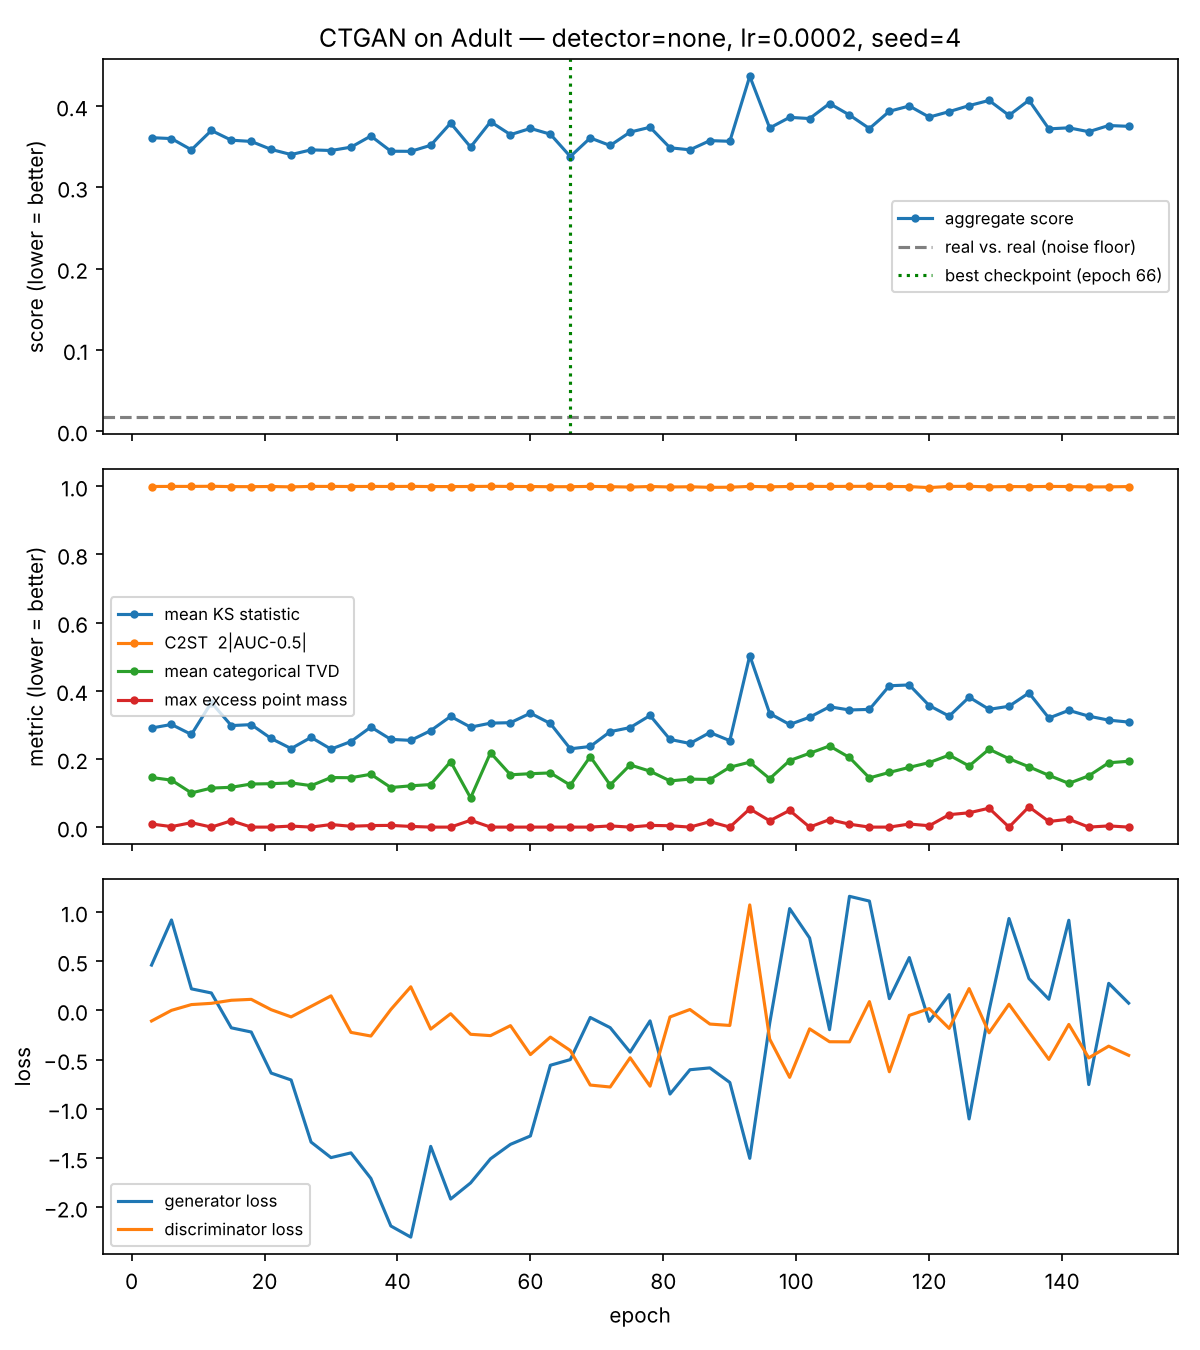 CTGAN on Adult — detector=none, lr=0.0002, seed=4
score (lower = better)
0.4
0.3
0.2
0.1
0.0
aggregate score
real vs. real (noise floor)
best checkpoint (epoch 66)
metric (lower = better)
1.0
0.8
0.6
0.4
0.2
0.0
mean KS statistic
C2ST  2|AUC-0.5|
mean categorical TVD
max excess point mass
loss
1.0
0.5
0.0
−0.5
−1.0
−1.5
−2.0
generator loss
discriminator loss
0 20 40 60 80 100 120 140
epoch